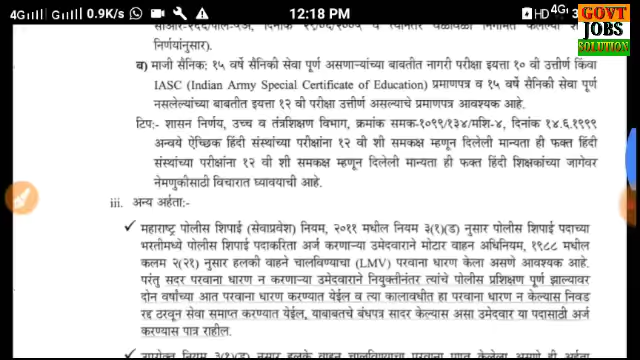 4G 4G 0.9K/s
12:18 PM
HD 4G
GOVT
JOBS
SOLUTION
निर्णयांनुसार).
व) माजी सैनिक: १५ वर्षे सैनिकी सेवा पूर्ण असणाऱ्यांच्या बाबतीत नागरी परीक्षा इयत्ता १० वी उत्तीर्ण किंवा
IASC (Indian Army Special Certificate of Education) प्रमाणपत्र व १५ वर्षे सैनिकी सेवा पूर्ण
नसलेल्यांच्या बाबतीत इयत्ता १२ वी परीक्षा उत्तीर्ण असल्याचे प्रमाणपत्र आवश्यक आहे.
टिप:- शासन निर्णय, उच्च व तंत्रशिक्षण विभाग, क्रमांक समक-१०९९/१३४/मशि-४, दिनांक १४.६.१९९९
अन्वये ऐच्छिक हिंदी संस्थांच्या परीक्षांना १२ वी शी समकक्ष म्हणून दिलेली मान्यता ही फक्त हिंदी
संस्थांच्या परीक्षांना १२ वी शी समकक्ष म्हणून दिलेली मान्यता ही फक्त हिंदी शिक्षकांच्या जागेवर
नेमणुकीसाठी विचारात घ्यावयाची आहे.
iii. अन्य अर्हता:
✓ महाराष्ट्र पोलीस शिपाई (सेवाप्रवेश) नियम, २०११ मधील नियम ३(१)(ड) नुसार पोलीस शिपाई पदाच्या
भरतीमध्ये पोलीस शिपाई पदाकरिता अर्ज करणाऱ्या उमेदवाराने मोटार वाहन अधिनियम, १९८८ मधील
कलम २(२१) नुसार हलकी वाहने चालविण्याचा (LMV) परवाना धारण केला असणे आवश्यक आहे.
परंतु सदर परवाना धारण न करणाऱ्या उमेदवाराने नियुक्तीनंतर त्यांचे पोलीस प्रशिक्षण पूर्ण झाल्यावर
दोन वर्षांच्या आत परवाना धारण करण्यात येईल व त्या कालावधीत हा परवाना धारण न केल्यास निवड
रद्द ठरवून सेवा समाप्त करण्यात येईल, याबाबतचे बंधपत्र सादर केल्यास असा उमेदवार या पदासाठी अर्ज
करण्यास पात्र राहील.